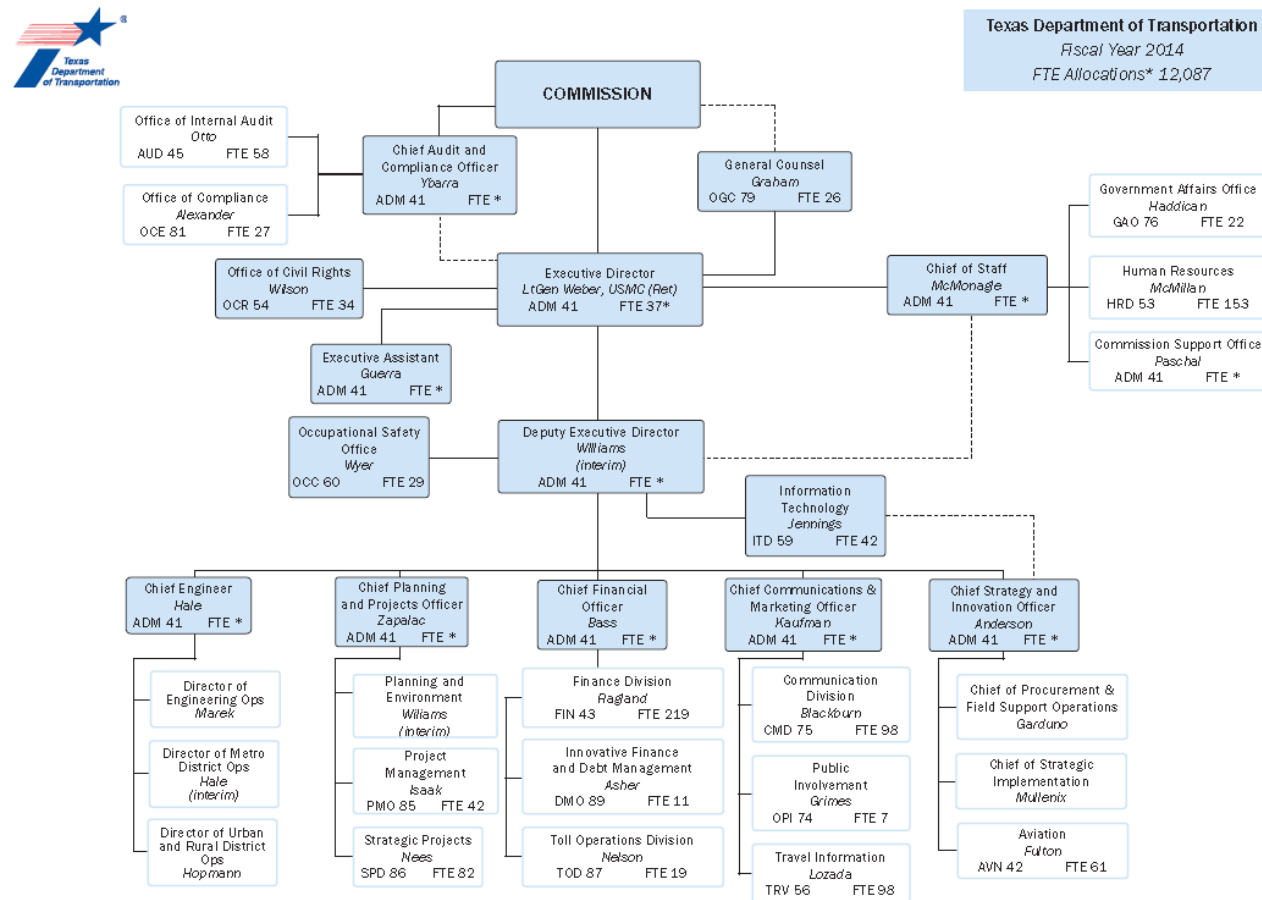 Texas
Department
of Transportation
®
Texas Department of Transportation
Fiscal Year 2014
FTE Allocations* 12,087
COMMISSION
Office of Internal Audit
Otto
AUD 45 FTE 58
Office of Compliance
Alexander
OCE 81 FTE 27
Chief Audit and
Compliance Officer
Ybarra
ADM 41 FTE *
General Counsel
Graham
OGC 79 FTE 26
Government Affairs Office
Haddican
GAO 76 FTE 22
Human Resources
McMillan
HRD 53 FTE 153
Commission Support Office
Paschal
ADM 41 FTE *
Office of Civil Rights
Wilson
OCR 54 FTE 34
Executive Director
LtGen Weber, USMC (Ret)
ADM 41 FTE 37*
Chief of Staff
McMonagle
ADM 41 FTE *
Executive Assistant
Guerra
ADM 41 FTE *
Occupational Safety
Office
Wyer
OCC 60 FTE 29
Deputy Executive Director
Williams
(interim)
ADM 41 FTE *
Information
Technology
Jennings
ITD 59 FTE 42
Chief Engineer
Hale
ADM 41 FTE *
Chief Planning
and Projects Officer
Zapalac
ADM 41 FTE *
Chief Financial
Officer
Bass
ADM 41 FTE *
Chief Communications &
Marketing Officer
Kaufman
ADM 41 FTE *
Chief Strategy and
Innovation Officer
Anderson
ADM 41 FTE *
Director of
Engineering Ops
Marek
Director of Metro
District Ops
Hale
(interim)
Director of Urban
and Rural District
Ops
Hopmann
Planning and
Environment
Williams
(interim)
Project
Management
Isaak
PMO 85 FTE 42
Strategic Projects
Nees
SPD 86 FTE 82
Finance Division
Ragland
FIN 43 FTE 219
Innovative Finance
and Debt Management
Asher
DMO 89 FTE 11
Toll Operations Division
Nelson
TOD 87 FTE 19
Communication
Division
Blackburn
CMD 75 FTE 98
Public
Involvement
Grimes
OPI 74 FTE 7
Travel Information
Lozada
TRV 56 FTE 98
Chief of Procurement &
Field Support Operations
Garduno
Chief of Strategic
Implementation
Mullenix
Aviation
Fulton
AVN 42 FTE 61